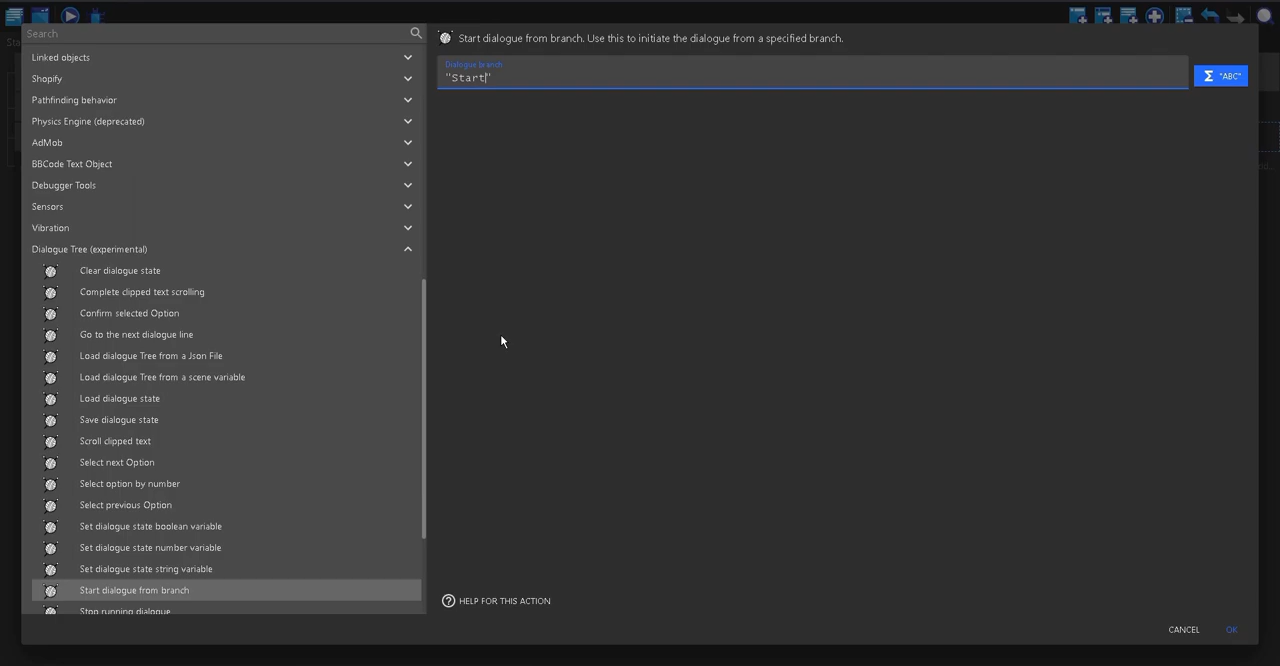 Search
Linked objects
Shopify
Pathfinding behavior
Physics Engine (deprecated)
AdMob
BBCode Text Object
Debugger Tools
Sensors
Vibration
Dialogue Tree (experimental)
Clear dialogue state
Complete clipped text scrolling
Confirm selected Option
Go to the next dialogue line
Load dialogue Tree from a Json File
Load dialogue Tree from a scene variable
Load dialogue state
Save dialogue state
Scroll clipped text
Select next Option
Select option by number
Select previous Option
Set dialogue state boolean variable
Set dialogue state number variable
Set dialogue state string variable
Start dialogue from branch
Stop running dialogue
Start dialogue from branch. Use this to initiate the dialogue from a specified branch.
Dialogue branch
"Start"
Σ "ABC"
HELP FOR THIS ACTION
CANCEL OK